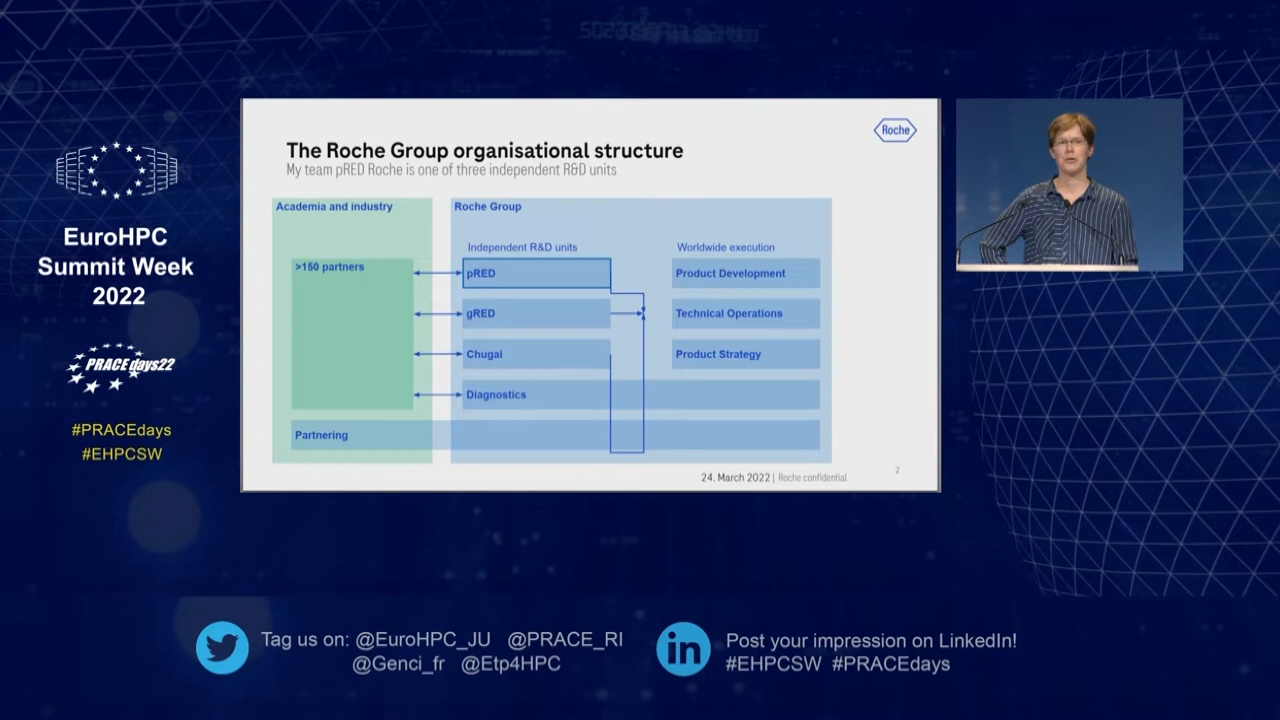 EuroHPC
Summit Week
2022
PRACEdays22
#PRACEdays
#EHPCSW
Roche
The Roche Group organisational structure
My team pRED Roche is one of three independent R&D units
Academia and industry
Roche Group
Independent R&D units
Worldwide execution
>150 partners
pRED
Product Development
gRED
Technical Operations
Chugai
Product Strategy
Diagnostics
Partnering
24. March 2022 | Roche confidential
2
Tag us on: @EuroHPC_JU @PRACE_RI
@Genci_fr @Etp4HPC
in
Post your impression on LinkedIn!
#EHPCSW #PRACEdays